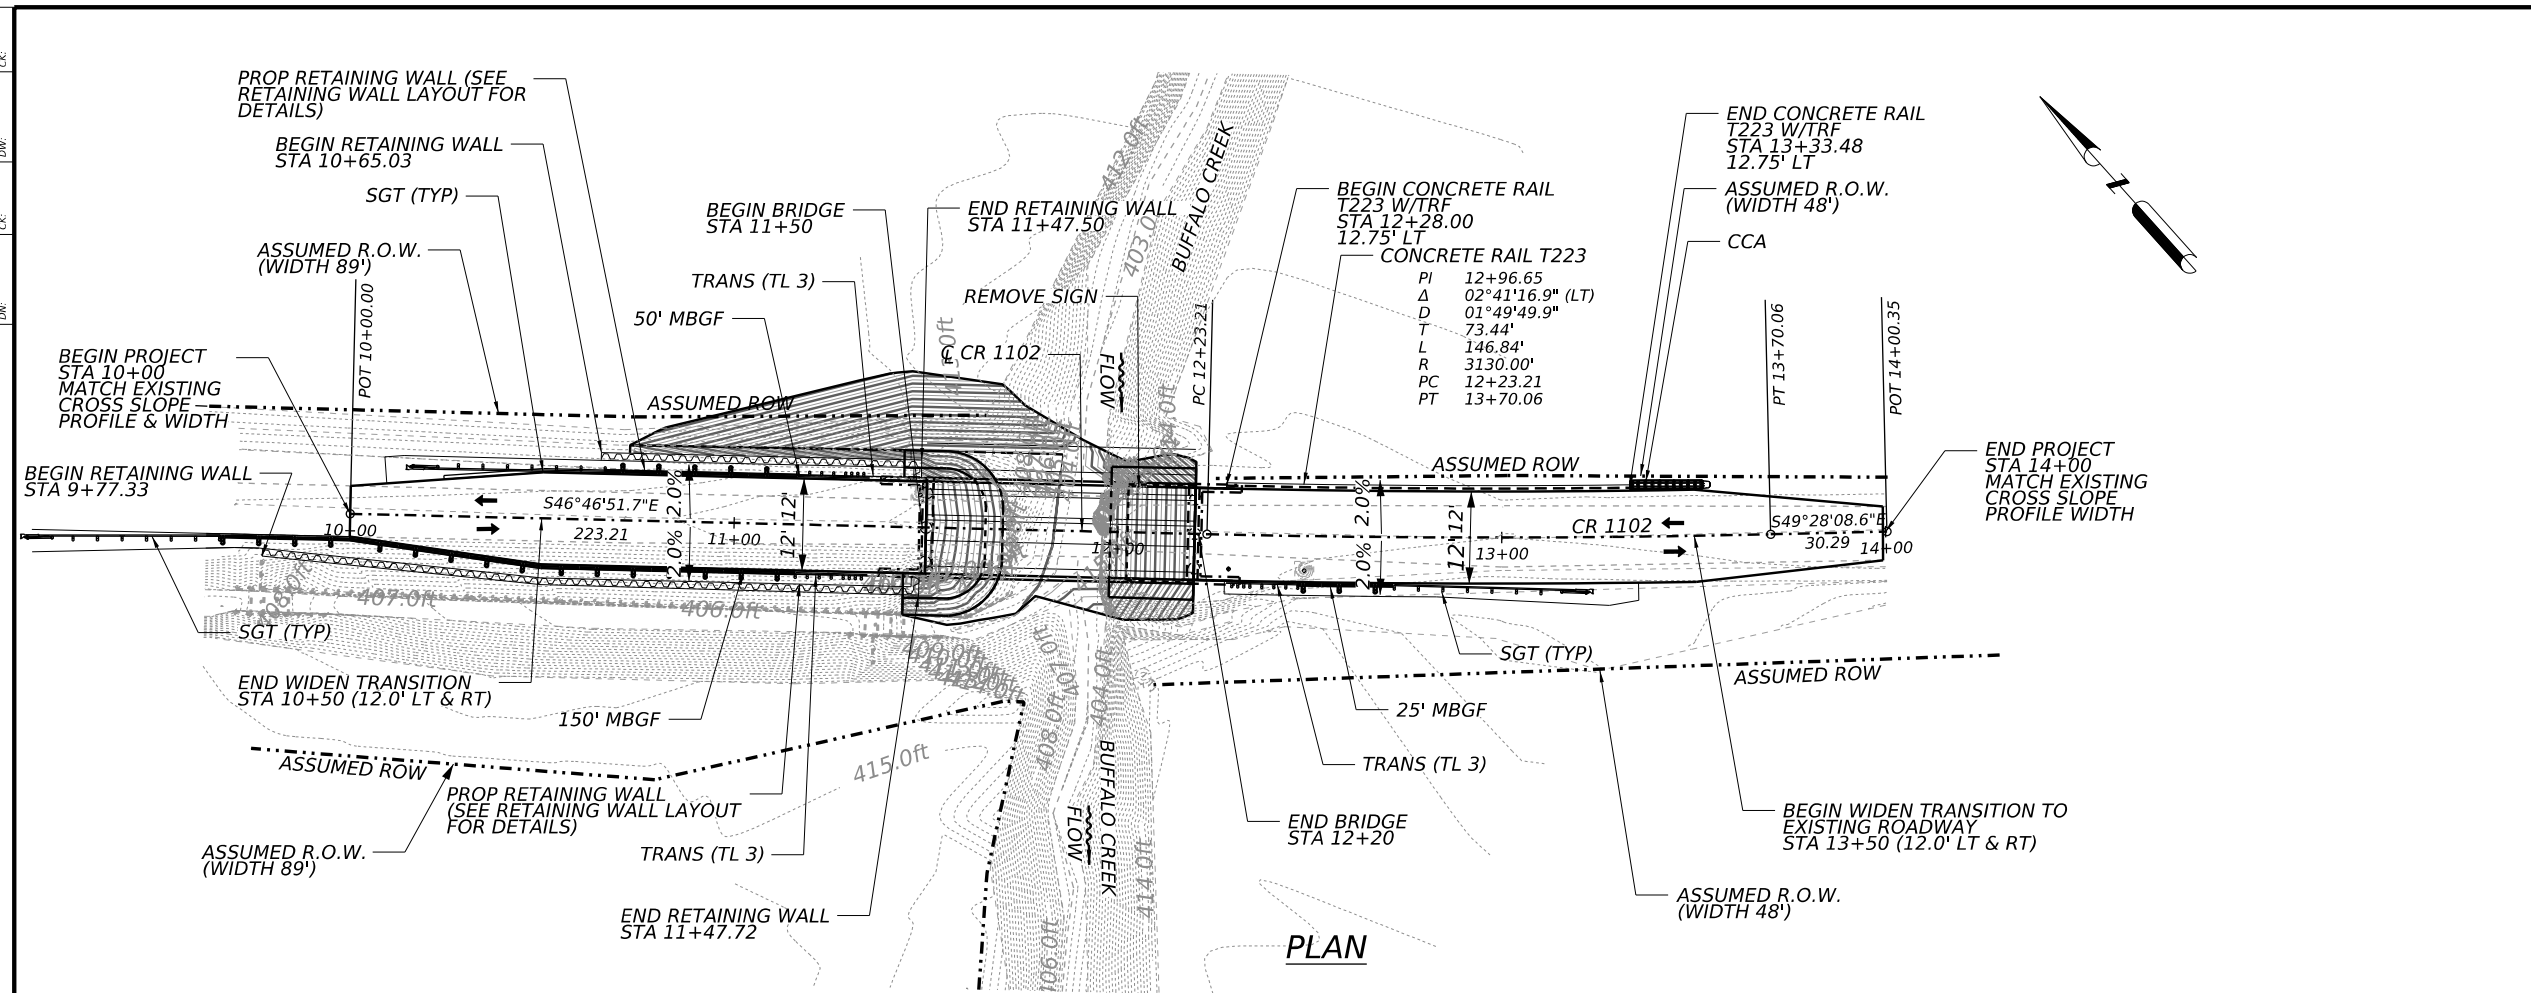 CK:
DW:
CK:
DN:
PROP RETAINING WALL (SEE
RETAINING WALL LAYOUT FOR
DETAILS)
BEGIN RETAINING WALL
STA 10+65.03
SGT (TYP)
ASSUMED R.O.W.
(WIDTH 89')
POT 10+00.00
BEGIN PROJECT
STA 10+00
MATCH EXISTING
CROSS SLOPE
PROFILE & WIDTH
BEGIN RETAINING WALL
STA 9+77.33
BEGIN BRIDGE
STA 11+50
TRANS (TL 3)
50' MBGF
END RETAINING WALL
STA 11+47.50
REMOVE SIGN
℄ CR 1102
FLOW
BUFFALO CREEK
412.0ft
403.0
PC 12+23.21
BEGIN CONCRETE RAIL
T223 W/TRF
STA 12+28.00
12.75' LT
CONCRETE RAIL T223
PI 12+96.65
Δ 02°41'16.9" (LT)
D 01°49'49.9"
T 73.44'
L 146.84'
R 3130.00'
PC 12+23.21
PT 13+70.06
END CONCRETE RAIL
T223 W/TRF
STA 13+33.48
12.75' LT
ASSUMED R.O.W.
(WIDTH 48')
CCA
PT 13+70.06
POT 14+00.35
END PROJECT
STA 14+00
MATCH EXISTING
CROSS SLOPE
PROFILE WIDTH
Z
ASSUMED ROW
ASSUMED ROW
10+00
S46°46'51.7"E
223.21
2.0% 2.0%
11+00
12' 12'
12+00
2.0% 2.0%
12' 12'
13+00
CR 1102
S49°28'08.6"E
30.29
14+00
408.0ft
407.0ft
406.0ft
SGT (TYP)
END WIDEN TRANSITION
STA 10+50 (12.0' LT & RT)
150' MBGF
409.0ft
ASSUMED ROW
415.0ft
PROP RETAINING WALL
(SEE RETAINING WALL LAYOUT
FOR DETAILS)
ASSUMED R.O.W.
(WIDTH 89')
TRANS (TL 3)
END RETAINING WALL
STA 11+47.72
408.0ft
404.0ft
FLOW
BUFFALO CREEK
414.0ft
406.0ft
SGT (TYP)
25' MBGF
TRANS (TL 3)
END BRIDGE
STA 12+20
ASSUMED ROW
BEGIN WIDEN TRANSITION TO
EXISTING ROADWAY
STA 13+50 (12.0' LT & RT)
ASSUMED R.O.W.
(WIDTH 48')
PLAN